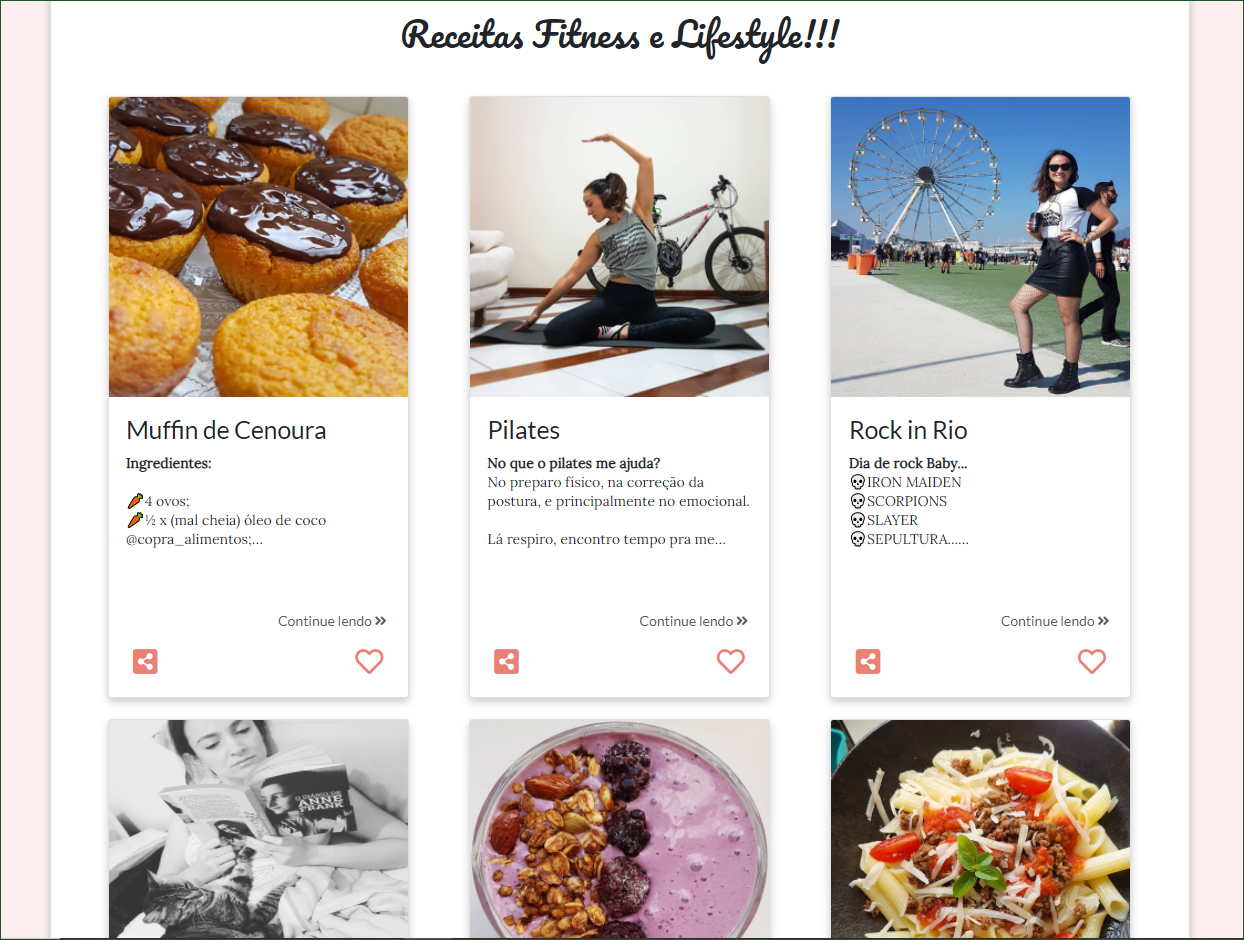 Receitas Fitness e Lifestyle!!!
Muffin de Cenoura
Ingredientes:
🥕4 ovos;
🥕½ x (mal cheia) óleo de coco
@copra_alimentos;...
Continue lendo »
Pilates
No que o pilates me ajuda?
No preparo físico, na correção da
postura, e principalmente no emocional.
Lá respiro, encontro tempo pra me...
Continue lendo »
Rock in Rio
Dia de rock Baby...
💀IRON MAIDEN
💀SCORPIONS
💀SLAYER
💀SEPULTURA......
Continue lendo »
O DIÁRIO DE
ANNE
FRANK